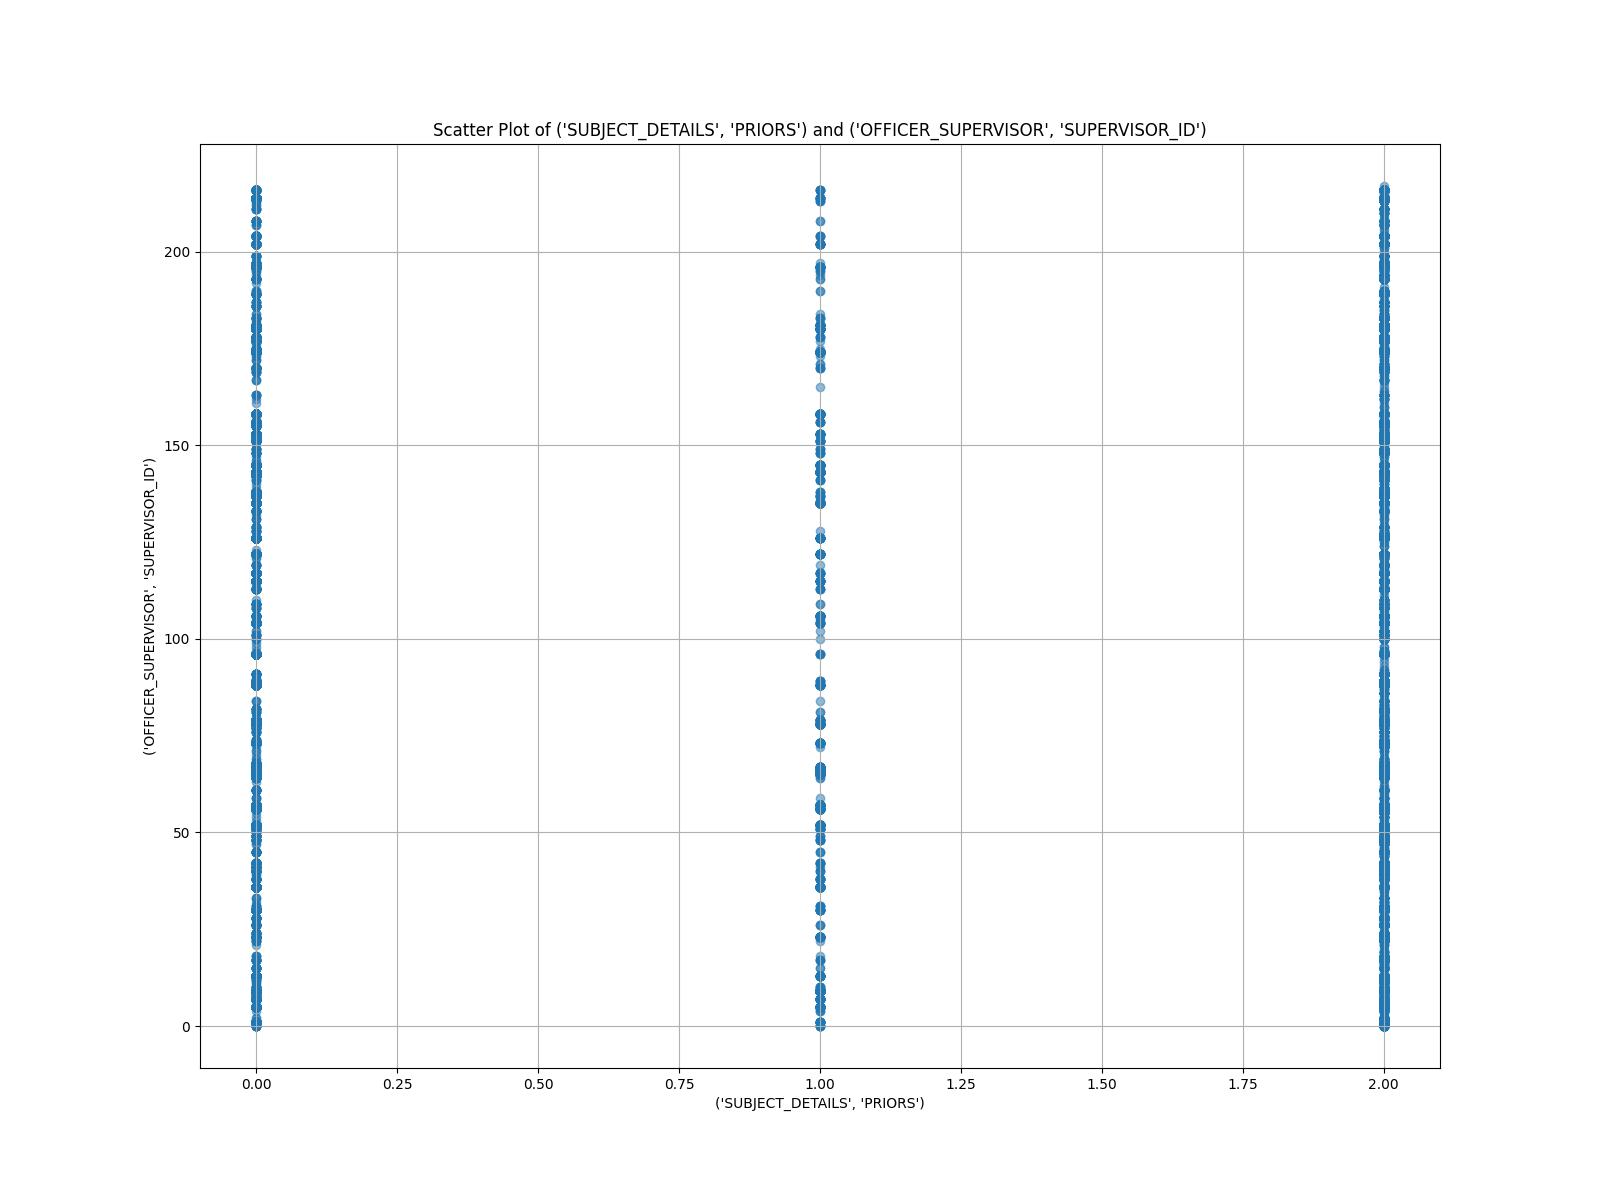 Scatter Plot of ('SUBJECT_DETAILS', 'PRIORS') and ('OFFICER_SUPERVISOR', 'SUPERVISOR_ID')
('OFFICER_SUPERVISOR', 'SUPERVISOR_ID')
200
150
100
50
0
0.00 0.25 0.50 0.75 1.00 1.25 1.50 1.75 2.00
('SUBJECT_DETAILS', 'PRIORS')